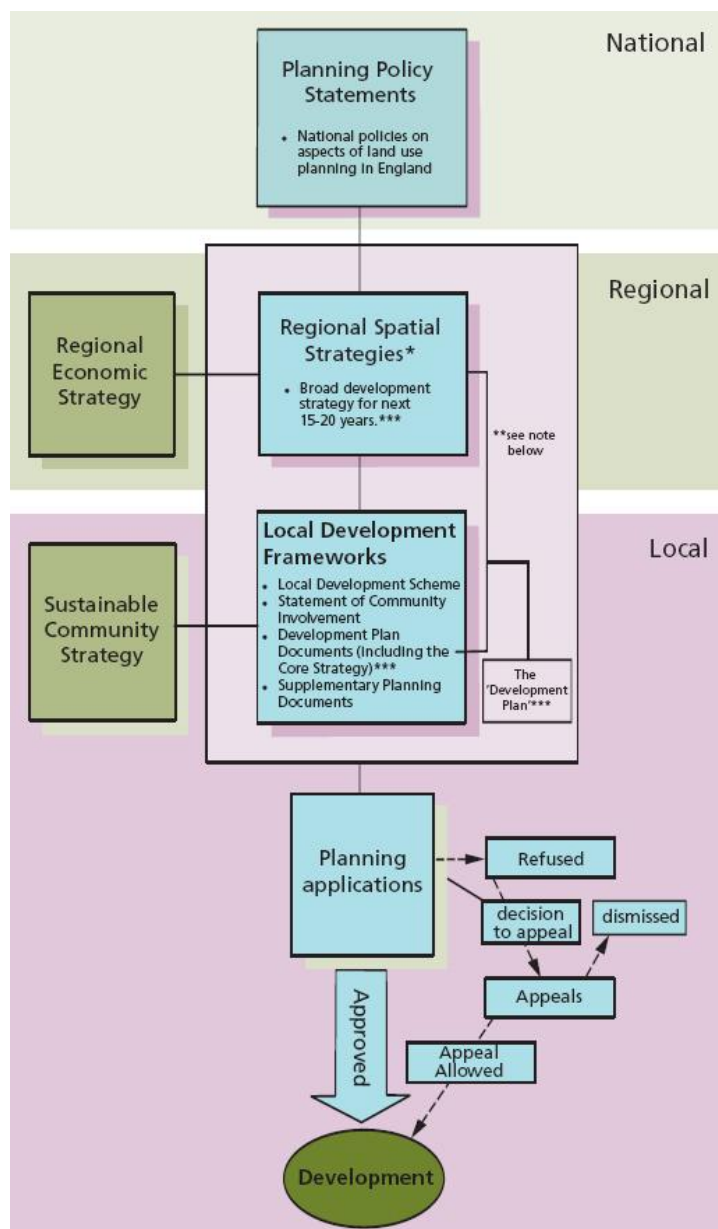 National
Planning Policy
Statements
• National policies on
aspects of land use
planning in England
Regional
Regional
Economic
Strategy
Regional Spatial
Strategies*
• Broad development
strategy for next
15-20 years.***
**see note
below
Local
Sustainable
Community
Strategy
Local Development
Frameworks
• Local Development Scheme
• Statement of Community
Involvement
• Development Plan
Documents (including the
Core Strategy)***
• Supplementary Planning
Documents
The
'Development
Plan'***
Planning
applications
Refused
decision
to appeal
dismissed
Appeals
Approved
Appeal
Allowed
Development